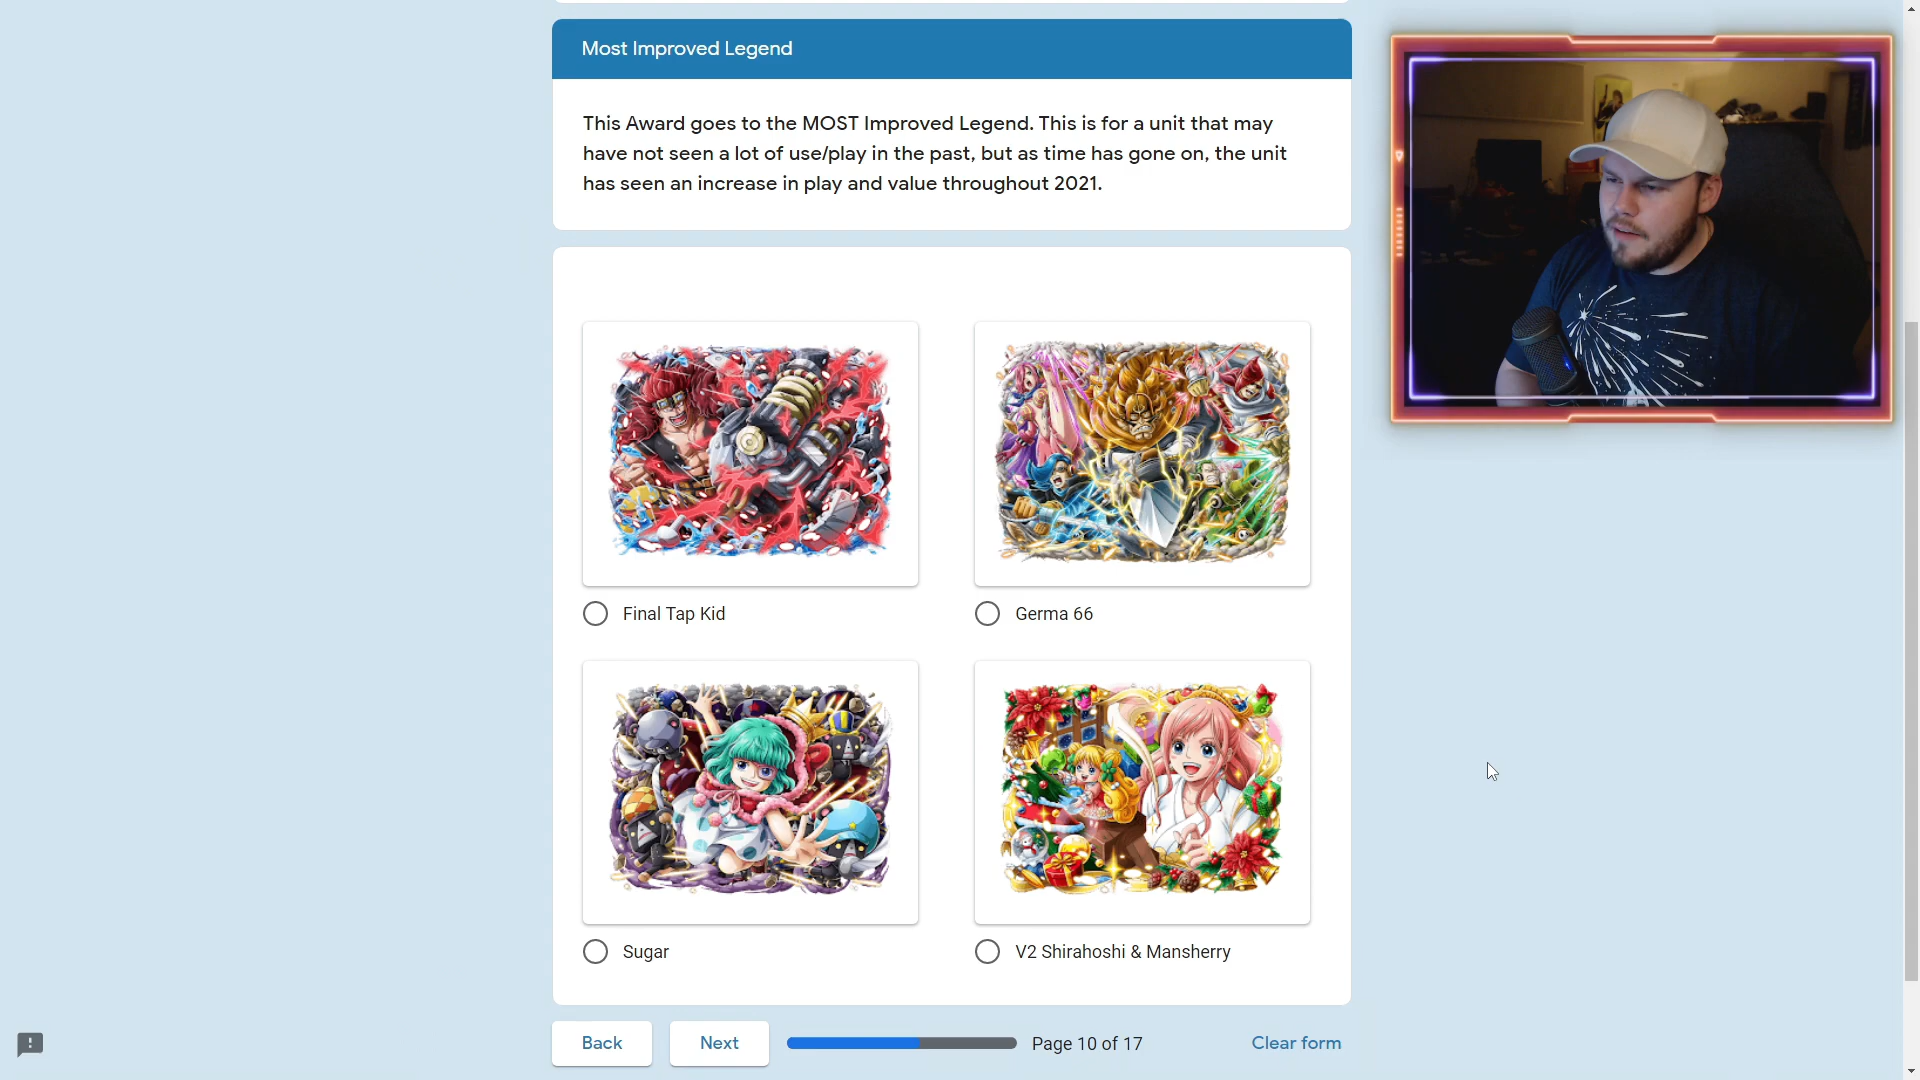 Most Improved Legend
This Award goes to the MOST Improved Legend. This is for a unit that may
have not seen a lot of use/play in the past, but as time has gone on, the unit
has seen an increase in play and value throughout 2021.
Final Tap Kid
Germa 66
Sugar
V2 Shirahoshi & Mansherry
Back
Next
Page 10 of 17
Clear form